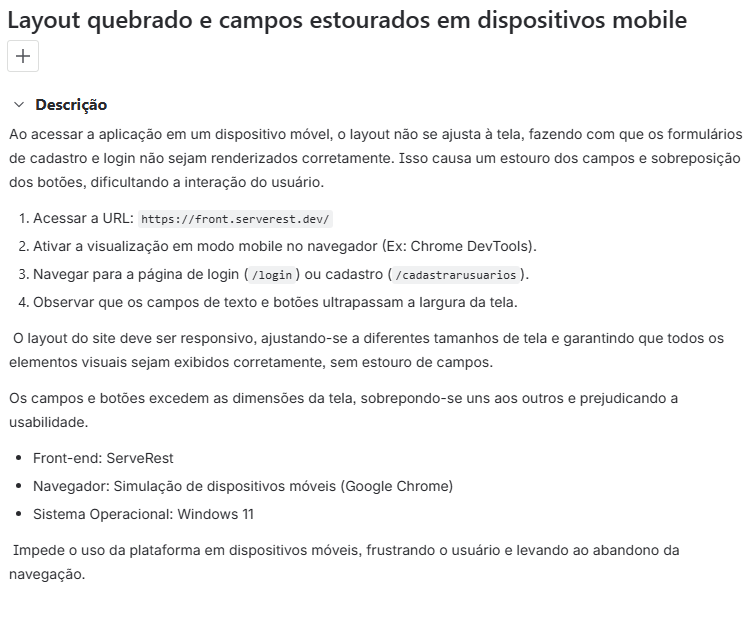 Layout quebrado e campos estourados em dispositivos mobile
Descrição
Ao acessar a aplicação em um dispositivo móvel, o layout não se ajusta à tela, fazendo com que os formulários
de cadastro e login não sejam renderizados corretamente. Isso causa um estouro dos campos e sobreposição
dos botões, dificultando a interação do usuário.
1. Acessar a URL: https://front.serverest.dev/
2. Ativar a visualização em modo mobile no navegador (Ex: Chrome DevTools).
3. Navegar para a página de login (/login) ou cadastro (/cadastrarusuarios).
4. Observar que os campos de texto e botões ultrapassam a largura da tela.
O layout do site deve ser responsivo, ajustando-se a diferentes tamanhos de tela e garantindo que todos os
elementos visuais sejam exibidos corretamente, sem estouro de campos.
Os campos e botões excedem as dimensões da tela, sobrepondo-se uns aos outros e prejudicando a
usabilidade.
• Front-end: ServeRest
• Navegador: Simulação de dispositivos móveis (Google Chrome)
• Sistema Operacional: Windows 11
Impede o uso da plataforma em dispositivos móveis, frustrando o usuário e levando ao abandono da
navegação.